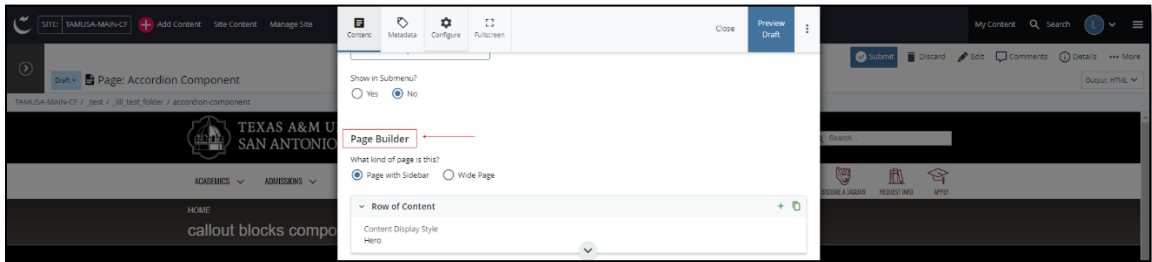 SITE: TAMUSA-MAIN-CF Add Content Site Content Manage Site
Content Metadata Configure Fullscreen Close Preview Draft
My Content Search L
Submit Discard Edit Comments Details More
Draft Page: Accordion Component
Output: HTML
TAMUSA-MAIN-CF / _test / _lili_test_folder / accordion-component
Show in Submenu?
Yes No
TEXAS A&M U
SAN ANTONIO
Search...
Page Builder
What kind of page is this?
Page with Sidebar Wide Page
ACADEMICS ADMISSIONS
BECOME A JAGUAR REQUEST INFO APPLY
Row of Content
HOME
callout blocks compo
Content Display Style
Hero